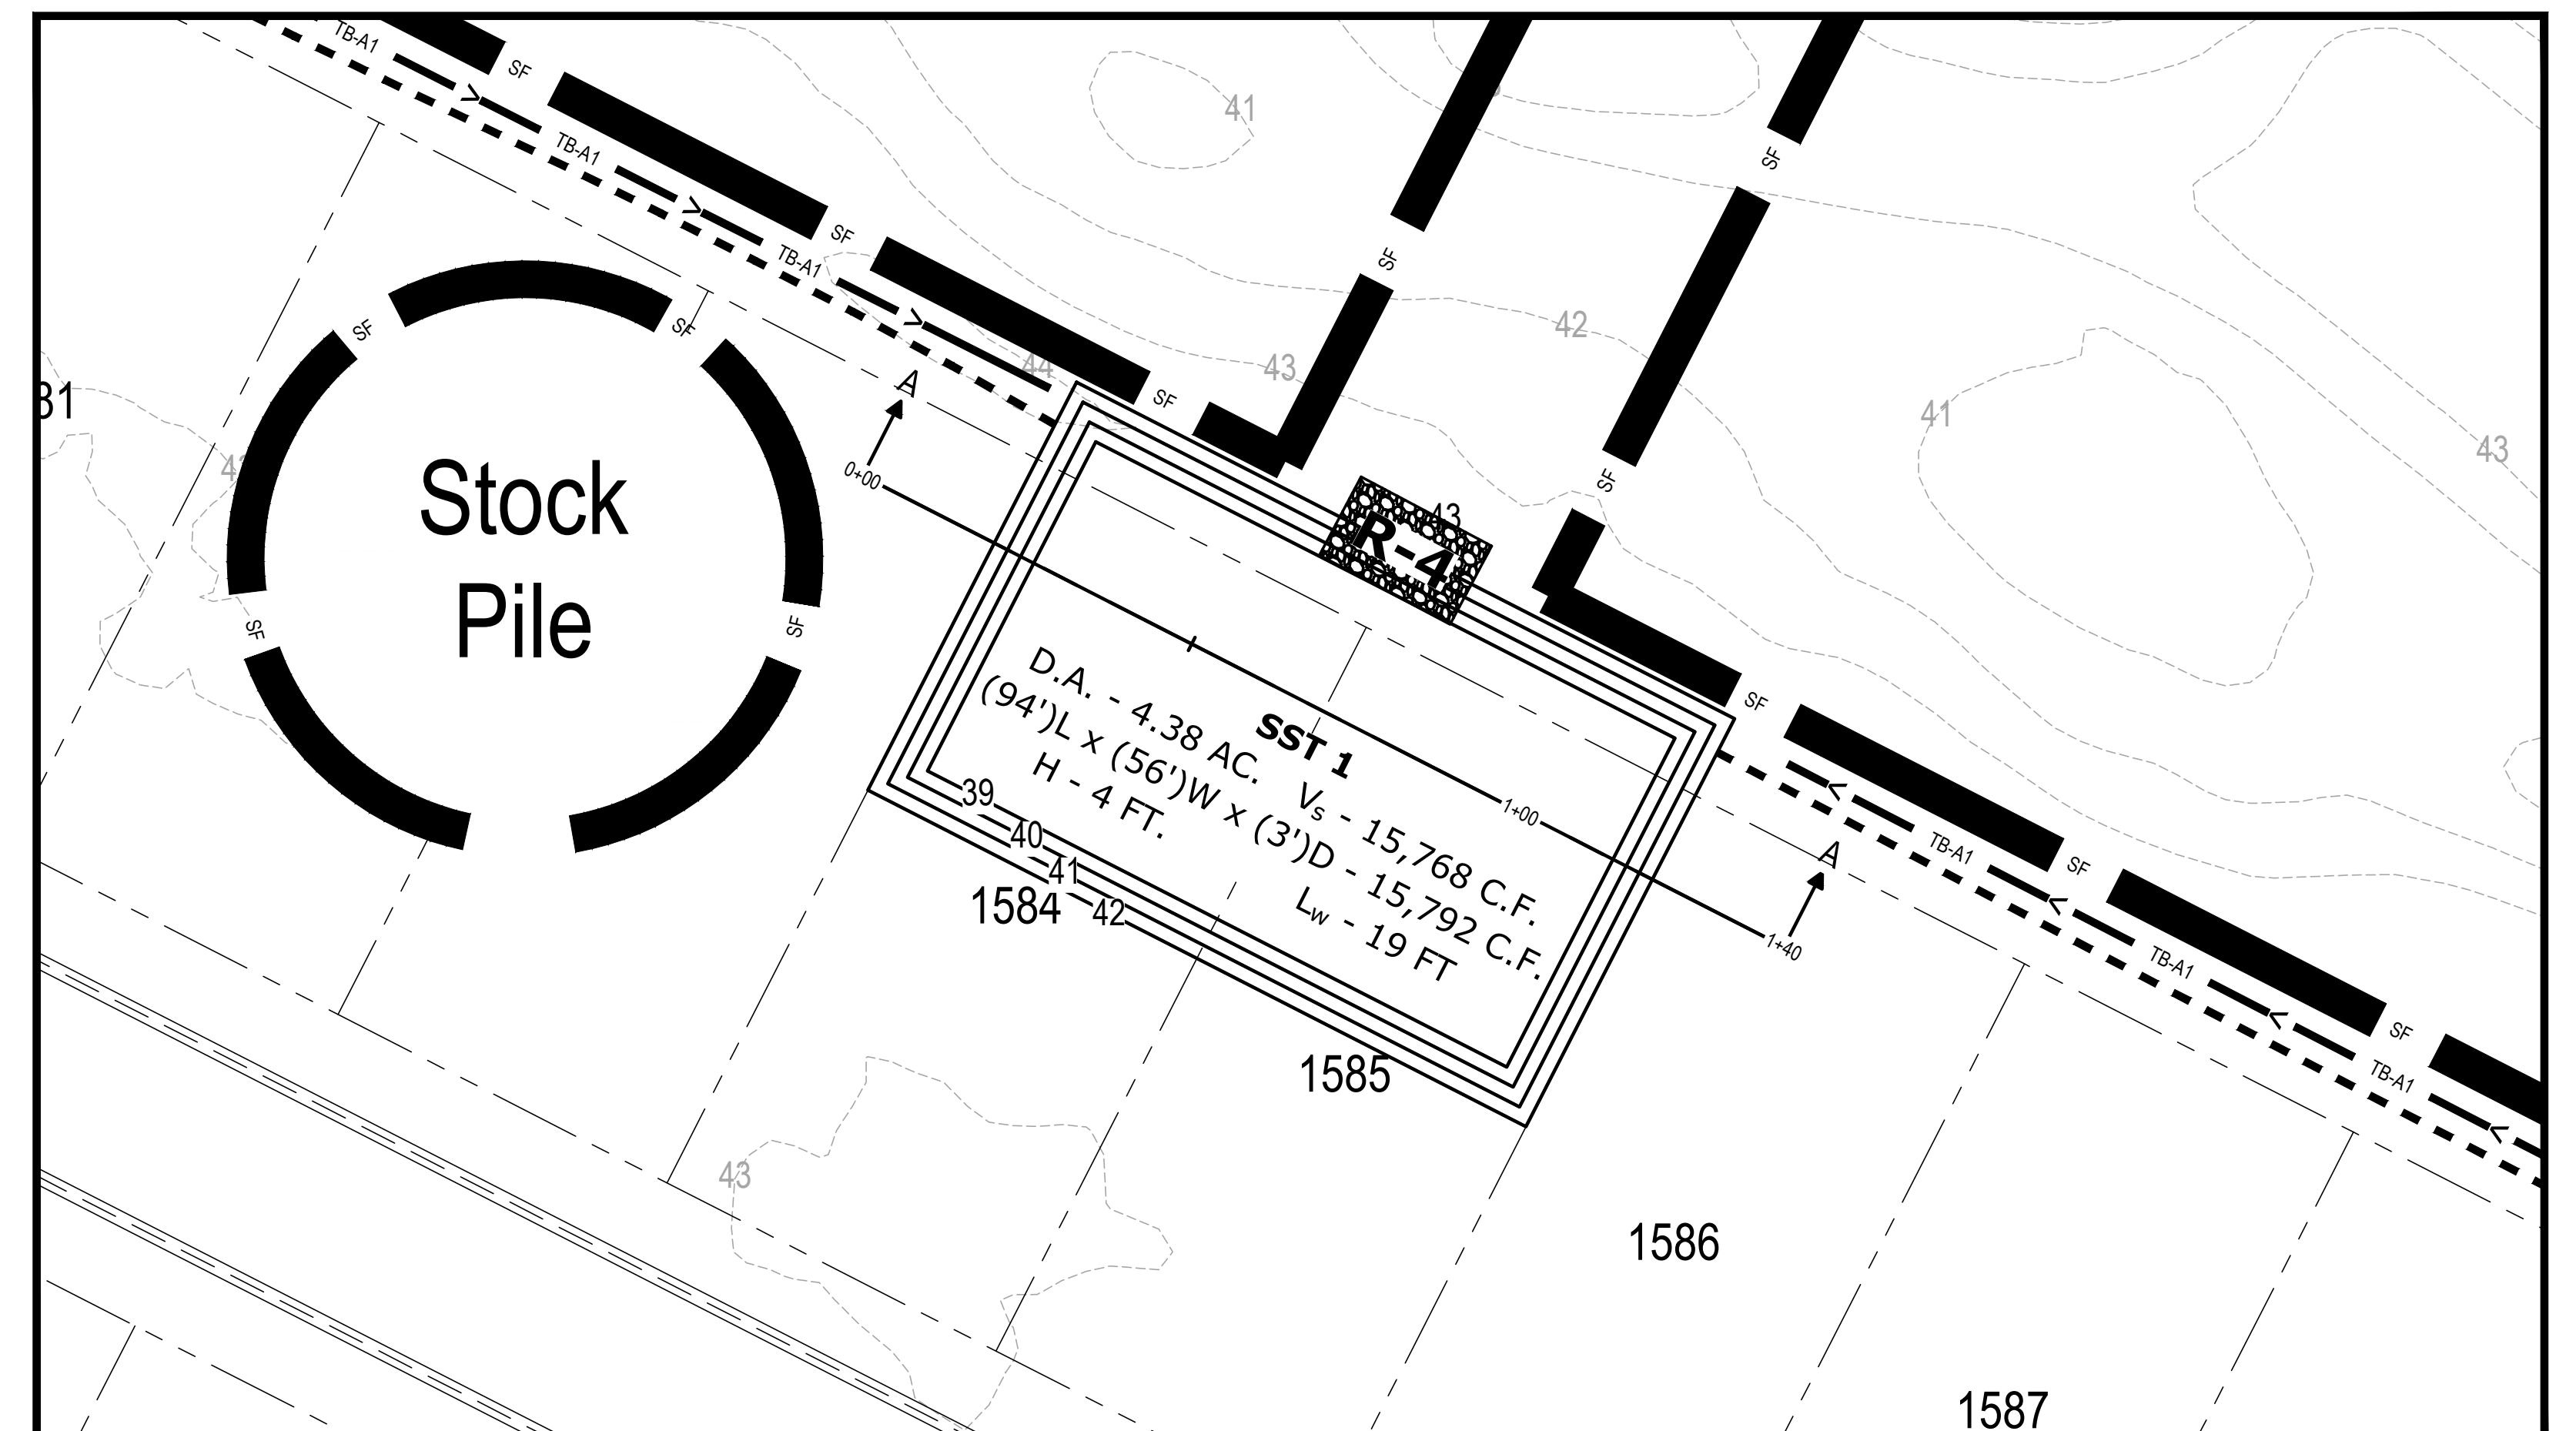 TB-A1
SF
TB-A1
SF
TB-A1
SF
SF
SF
SF
SF
41
42
43
44
41
43
43
A
0+00
81
SF
SF
SF
SF
Stock
Pile
R-4
SST 1
D.A. - 4.38 AC. Vs - 15,768 C.F.
(94')L x (56')W x (3')D - 15,792 C.F.
H - 4 FT. Lw - 19 FT
1+00
39
40
41
42
1584
1585
SF
A
1+40
TB-A1
SF
TB-A1
SF
TB-A1
43
1586
1587